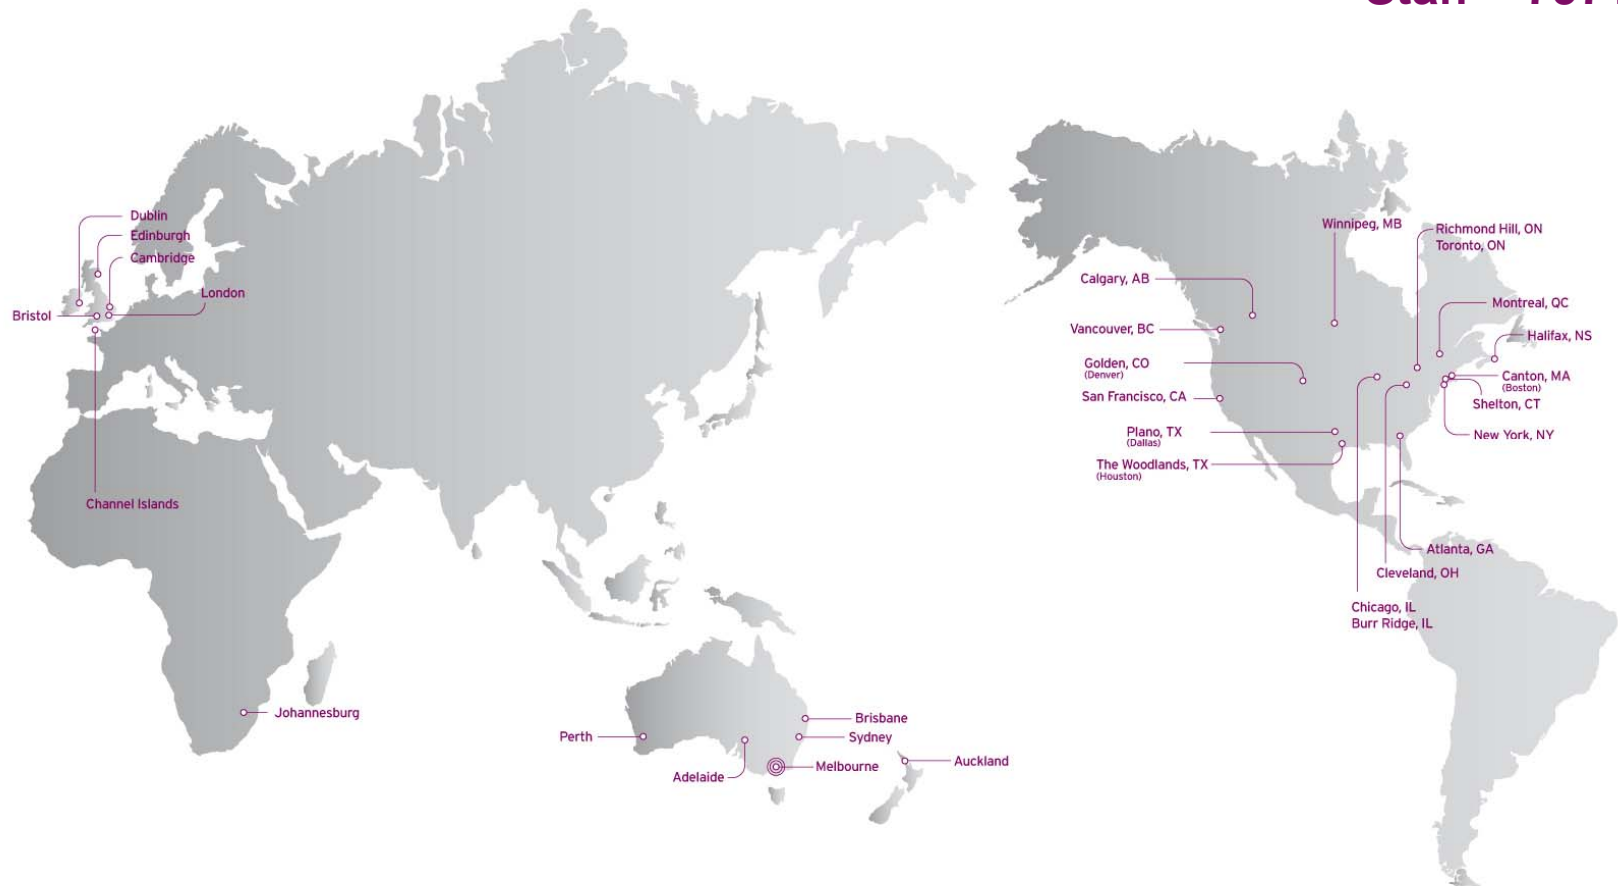 Dublin
Edinburgh
Cambridge
London
Bristol
Channel Islands
Johannesburg
Perth
Adelaide
Melbourne
Sydney
Brisbane
Auckland
Winnipeg, MB
Richmond Hill, ON
Toronto, ON
Calgary, AB
Montreal, QC
Vancouver, BC
Halifax, NS
Golden, CO
(Denver)
Canton, MA
(Boston)
San Francisco, CA
Shelton, CT
Plano, TX
(Dallas)
New York, NY
The Woodlands, TX
(Houston)
Atlanta, GA
Cleveland, OH
Chicago, IL
Burr Ridge, IL